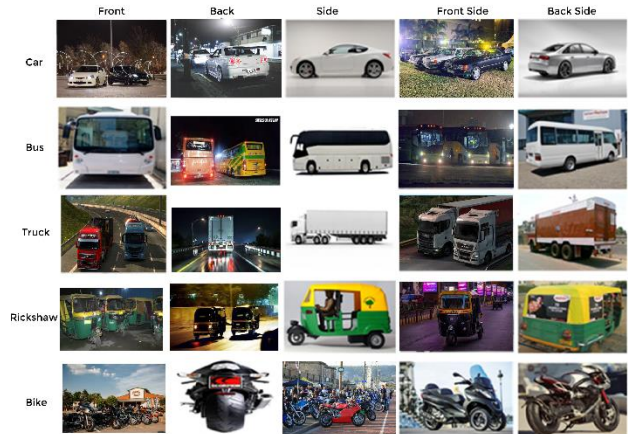 Front Back Side Front Side Back Side
Car
Bus
Truck
Rickshaw
Bike